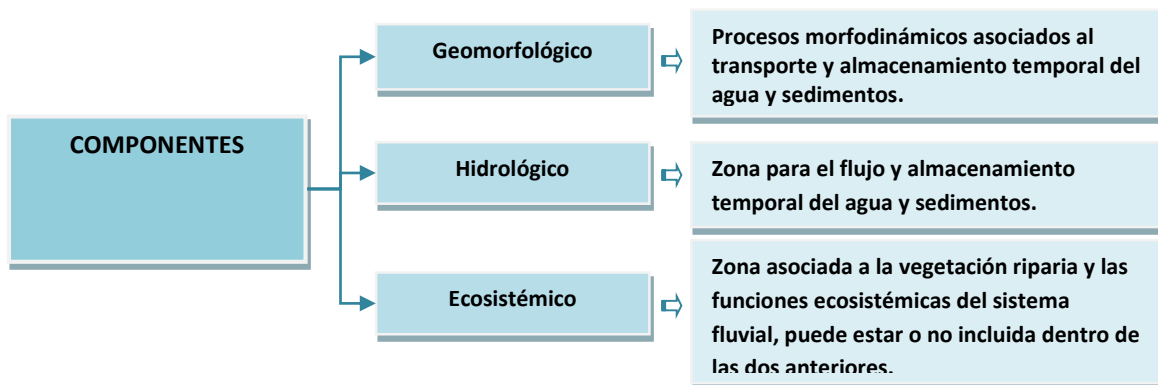 COMPONENTES
Geomorfológico
Procesos morfodinámicos asociados al
transporte y almacenamiento temporal del
agua y sedimentos.
Hidrológico
Zona para el flujo y almacenamiento
temporal del agua y sedimentos.
Ecosistémico
Zona asociada a la vegetación riparia y las
funciones ecosistémicas del sistema
fluvial, puede estar o no incluida dentro de
las dos anteriores.